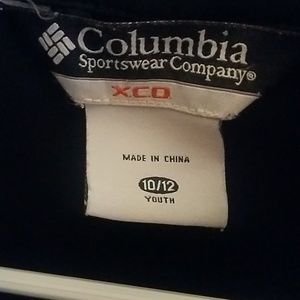 Columbia
Sportswear Company®
XCO
MADE IN CHINA
10/12
YOUTH